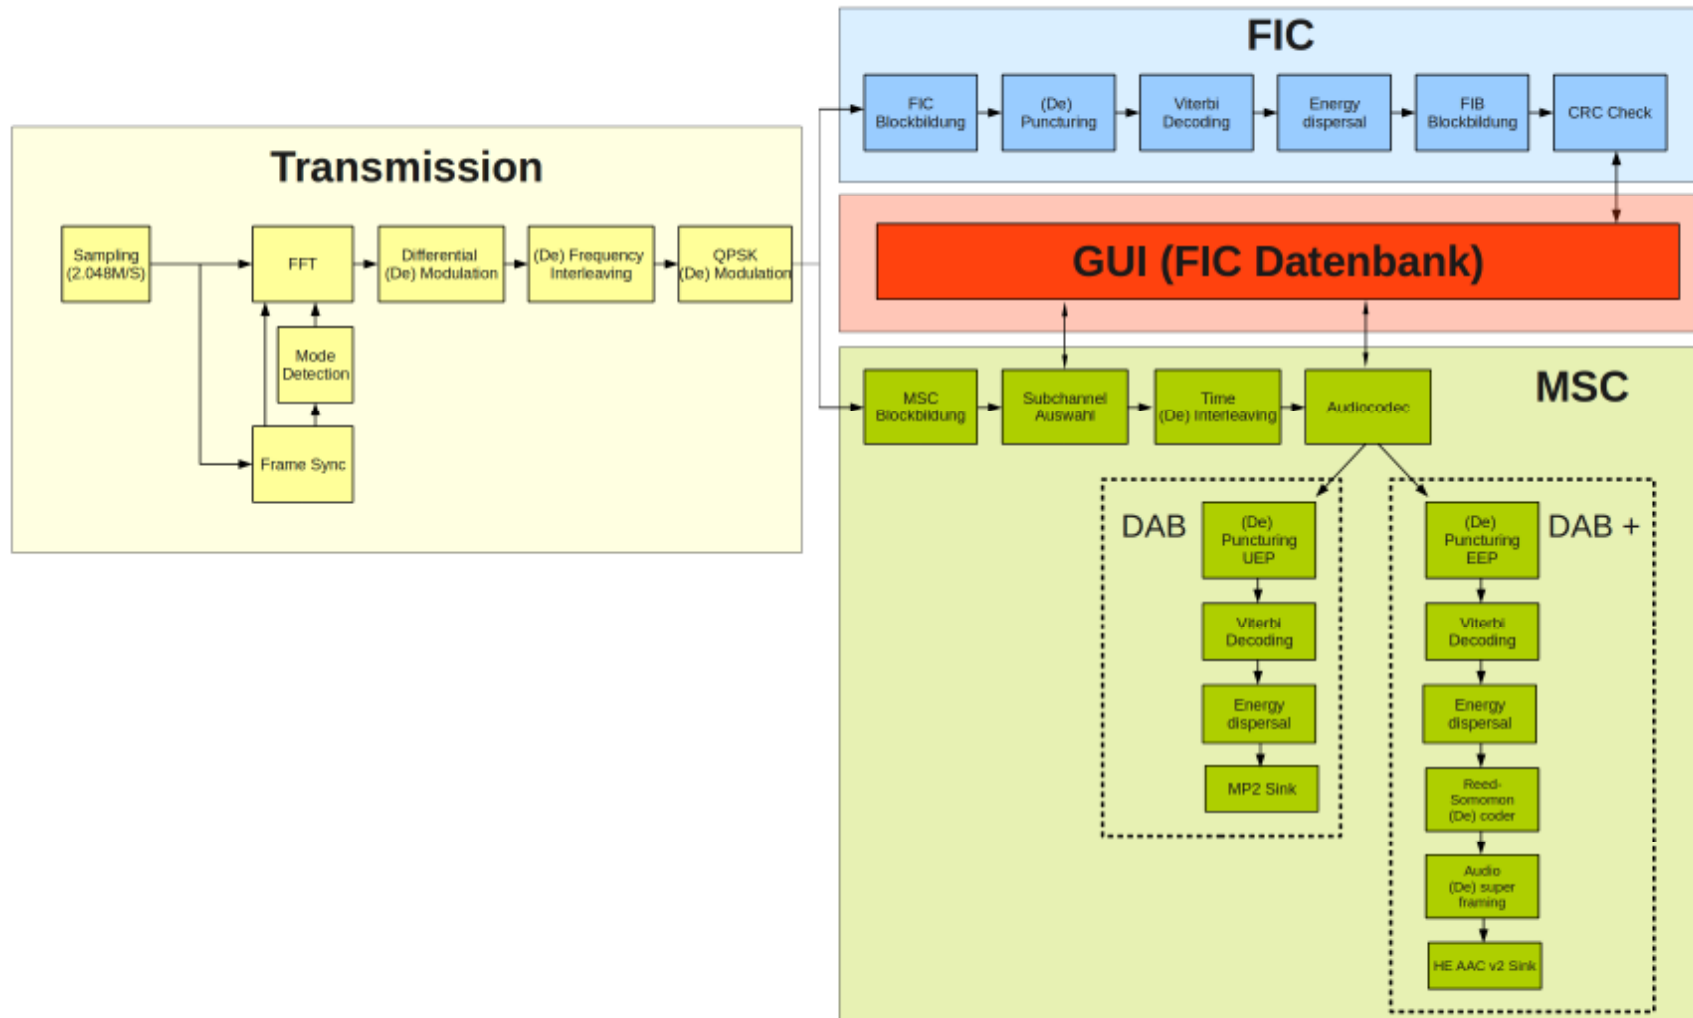 Transmission
Sampling
(2.048M/S)
FFT
Differential
(De) Modulation
(De) Frequency
Interleaving
QPSK
(De) Modulation
Mode
Detection
Frame Sync
FIC
FIC
Blockbildung
(De)
Puncturing
Viterbi
Decoding
Energy
dispersal
FIB
Blockbildung
CRC Check
GUI (FIC Datenbank)
MSC
MSC
Blockbildung
Subchannel
Auswahl
Time
(De) Interleaving
Audiocodec
DAB
(De)
Puncturing
UEP
Viterbi
Decoding
Energy
dispersal
MP2 Sink
DAB +
(De)
Puncturing
EEP
Viterbi
Decoding
Energy
dispersal
Reed-
Somomon
(De) coder
Audio
(De) super
framing
HE AAC v2 Sink